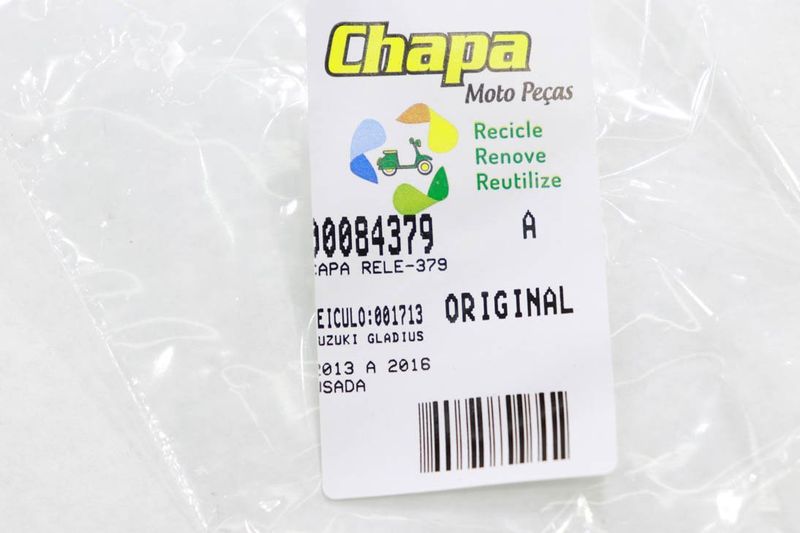 Chapa
Moto Peças
Recicle
Renove
Reutilize
00084379 A
CAPA RELE-379
EICULO:001713 ORIGINAL
UZUKI GLADIUS
2013 A 2016
USADA